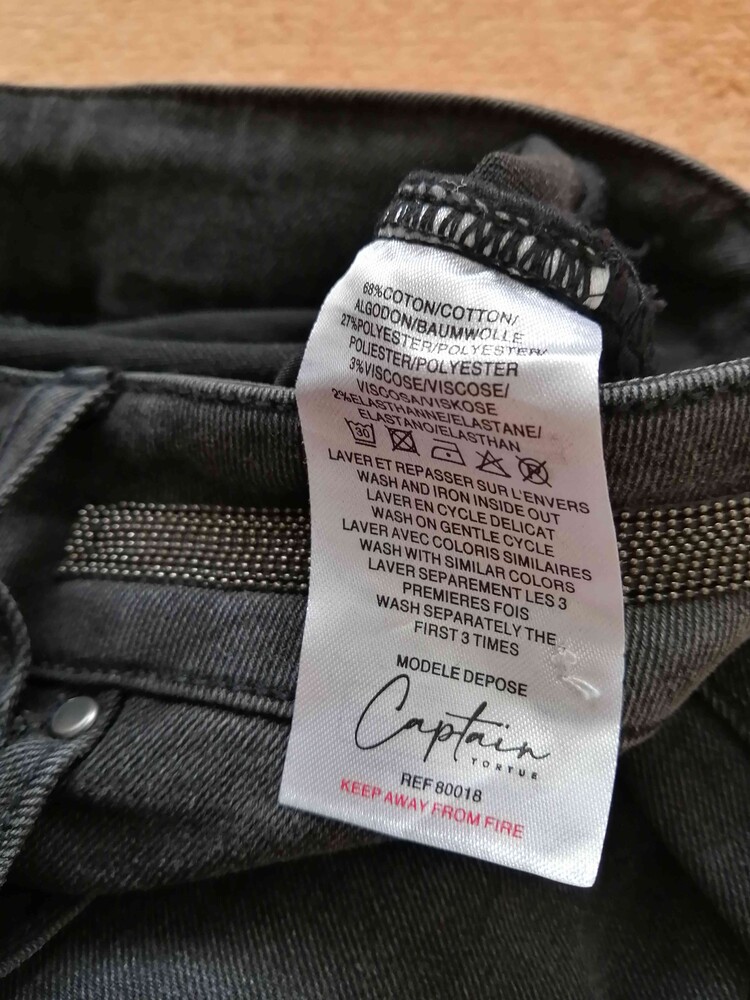 68%COTON/COTTON/
ALGODON/BAUMWOLLE
27%POLYESTER/POLYESTER/
POLIESTER/POLYESTER
3%VISCOSE/VISCOSE/
VISCOSA/VISKOSE
2%ELASTHANNE/ELASTANE/
ELASTANO/ELASTHAN
30
LAVER ET REPASSER SUR L'ENVERS
WASH AND IRON INSIDE OUT
LAVER EN CYCLE DELICAT
WASH ON GENTLE CYCLE
LAVER AVEC COLORIS SIMILAIRES
WASH WITH SIMILAR COLORS
LAVER SEPAREMENT LES 3
PREMIERES FOIS
WASH SEPARATELY THE
FIRST 3 TIMES
MODELE DEPOSE
Captain
TORTUE
REF 80018
KEEP AWAY FROM FIRE